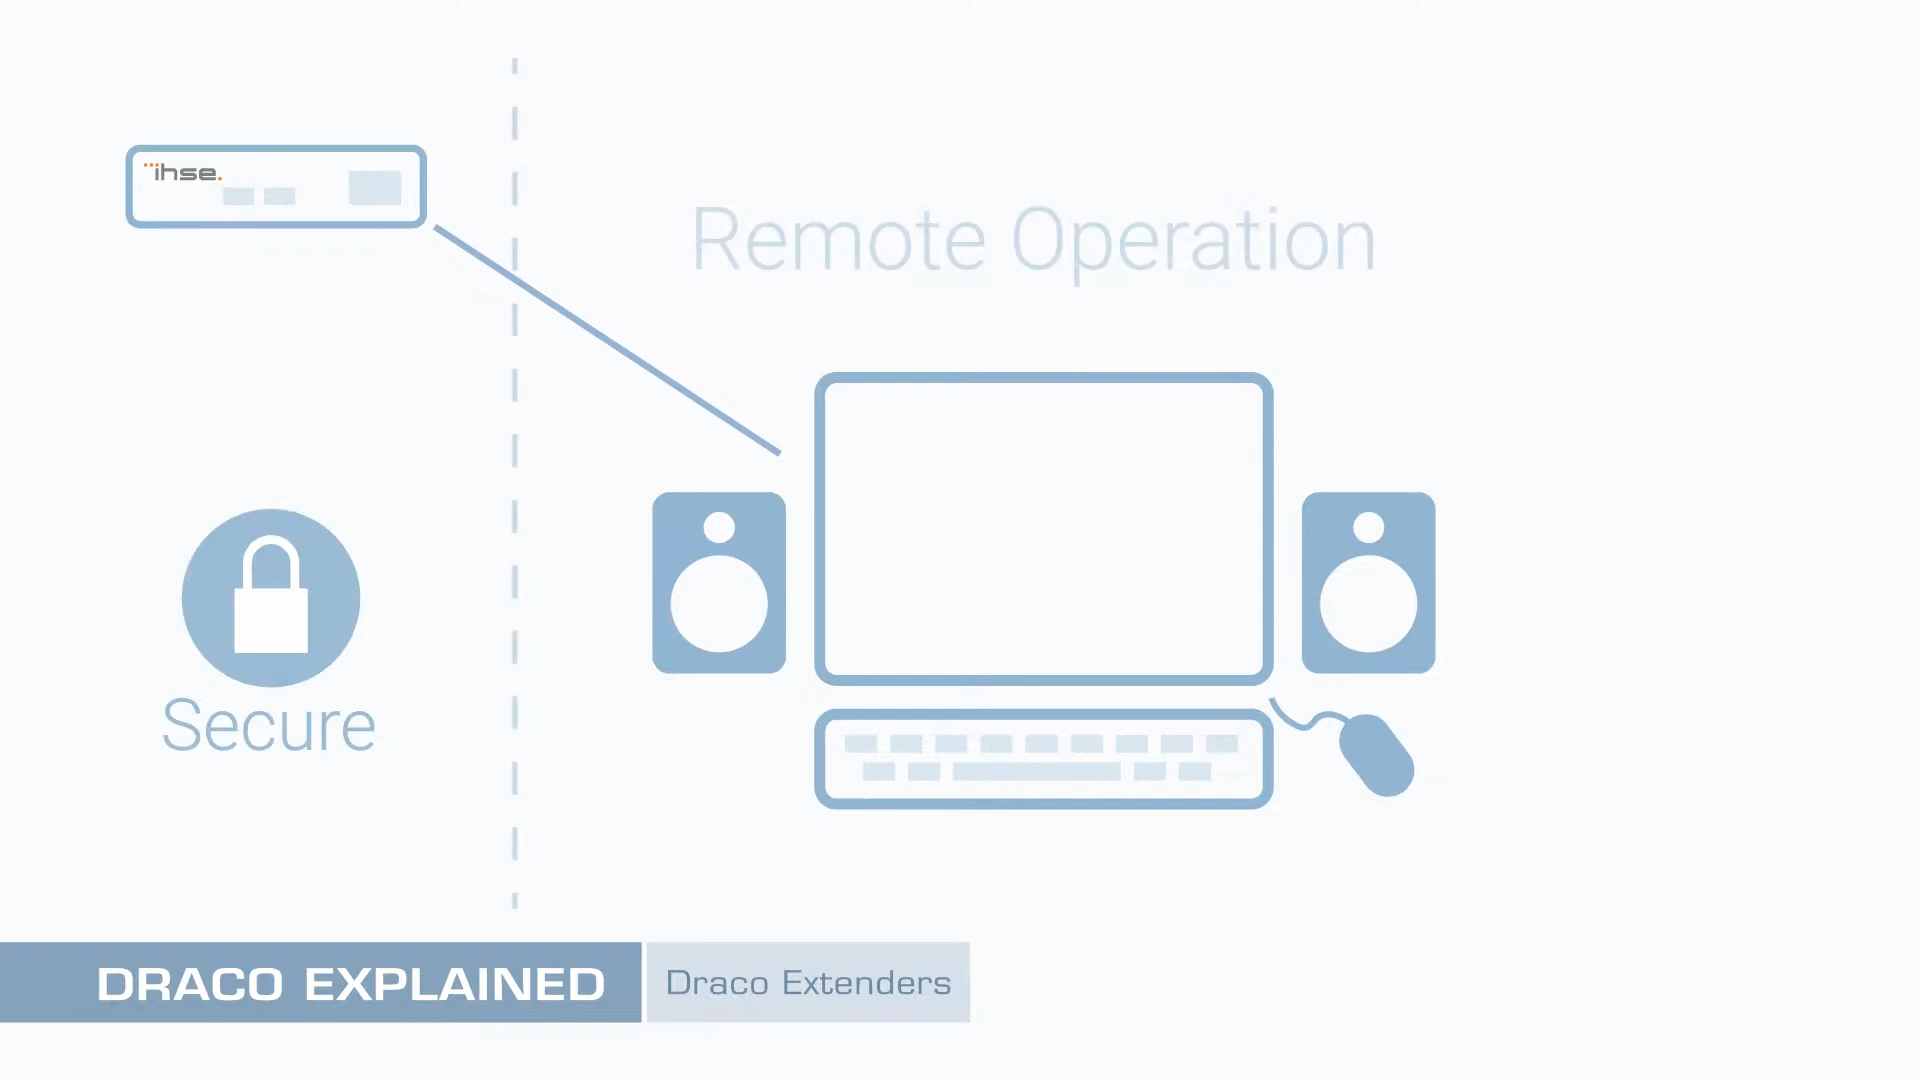 ihse.
Remote Operation
Secure
DRACO EXPLAINED
Draco Extenders